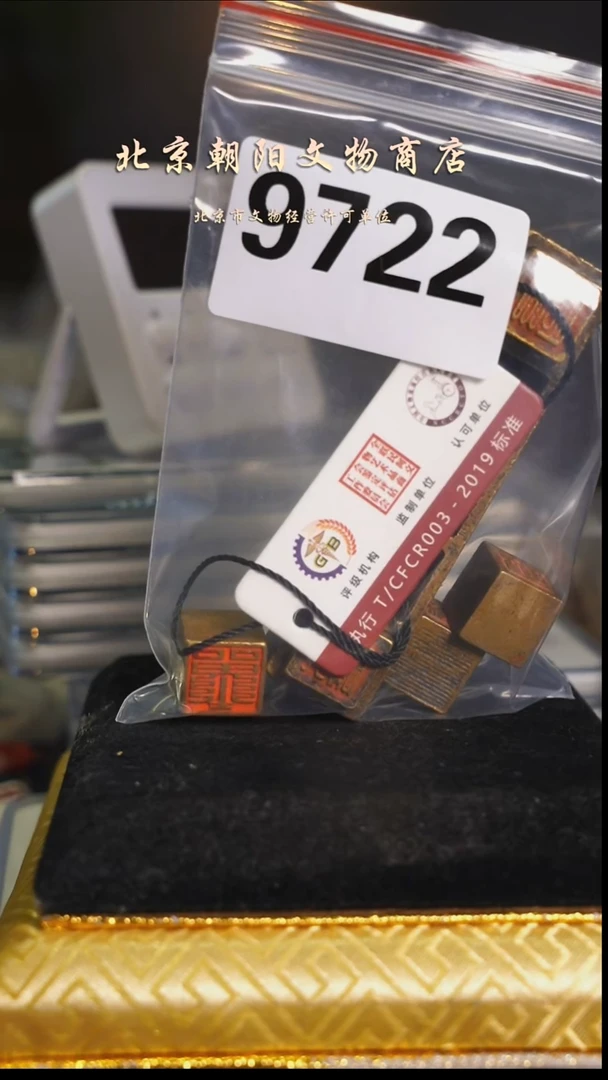 北京朝阳文物商店
北京市文物经营许可单位
9722
认可单位
监制单位
评级机构
GB
执行 T/CFCR003-2019 标准